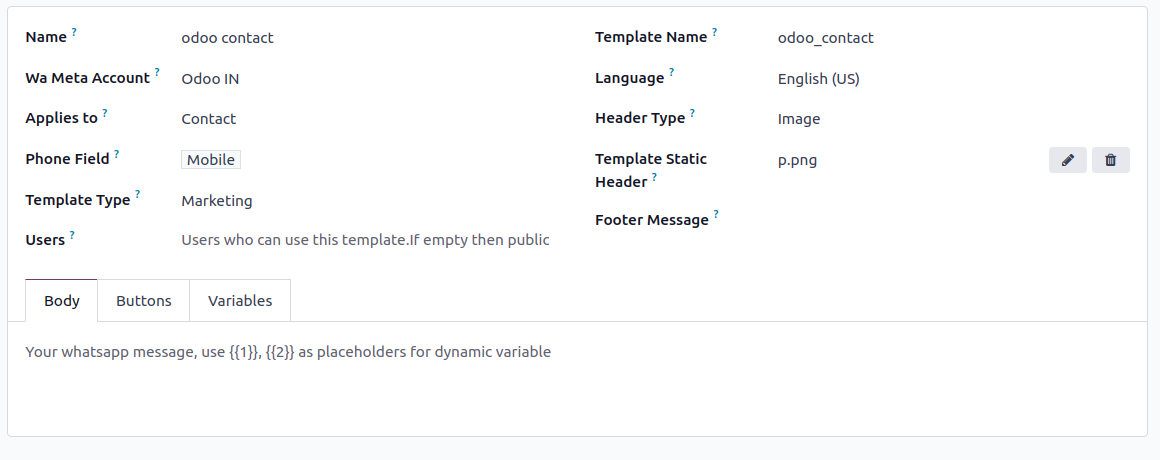 Name ? odoo contact
Template Name ? odoo_contact
Wa Meta Account ? Odoo IN
Language ? English (US)
Applies to ? Contact
Header Type ? Image
Phone Field ? Mobile
Template Static
Header ? p.png
Template Type ? Marketing
Footer Message ?
Users ? Users who can use this template.If empty then public
Body Buttons Variables
Your whatsapp message, use {{1}}, {{2}} as placeholders for dynamic variable